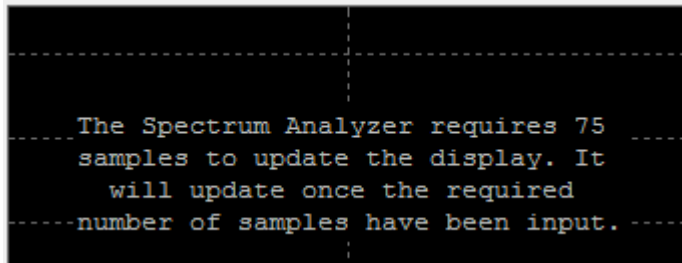 The Spectrum Analyzer requires 75
samples to update the display. It
will update once the required
number of samples have been input.